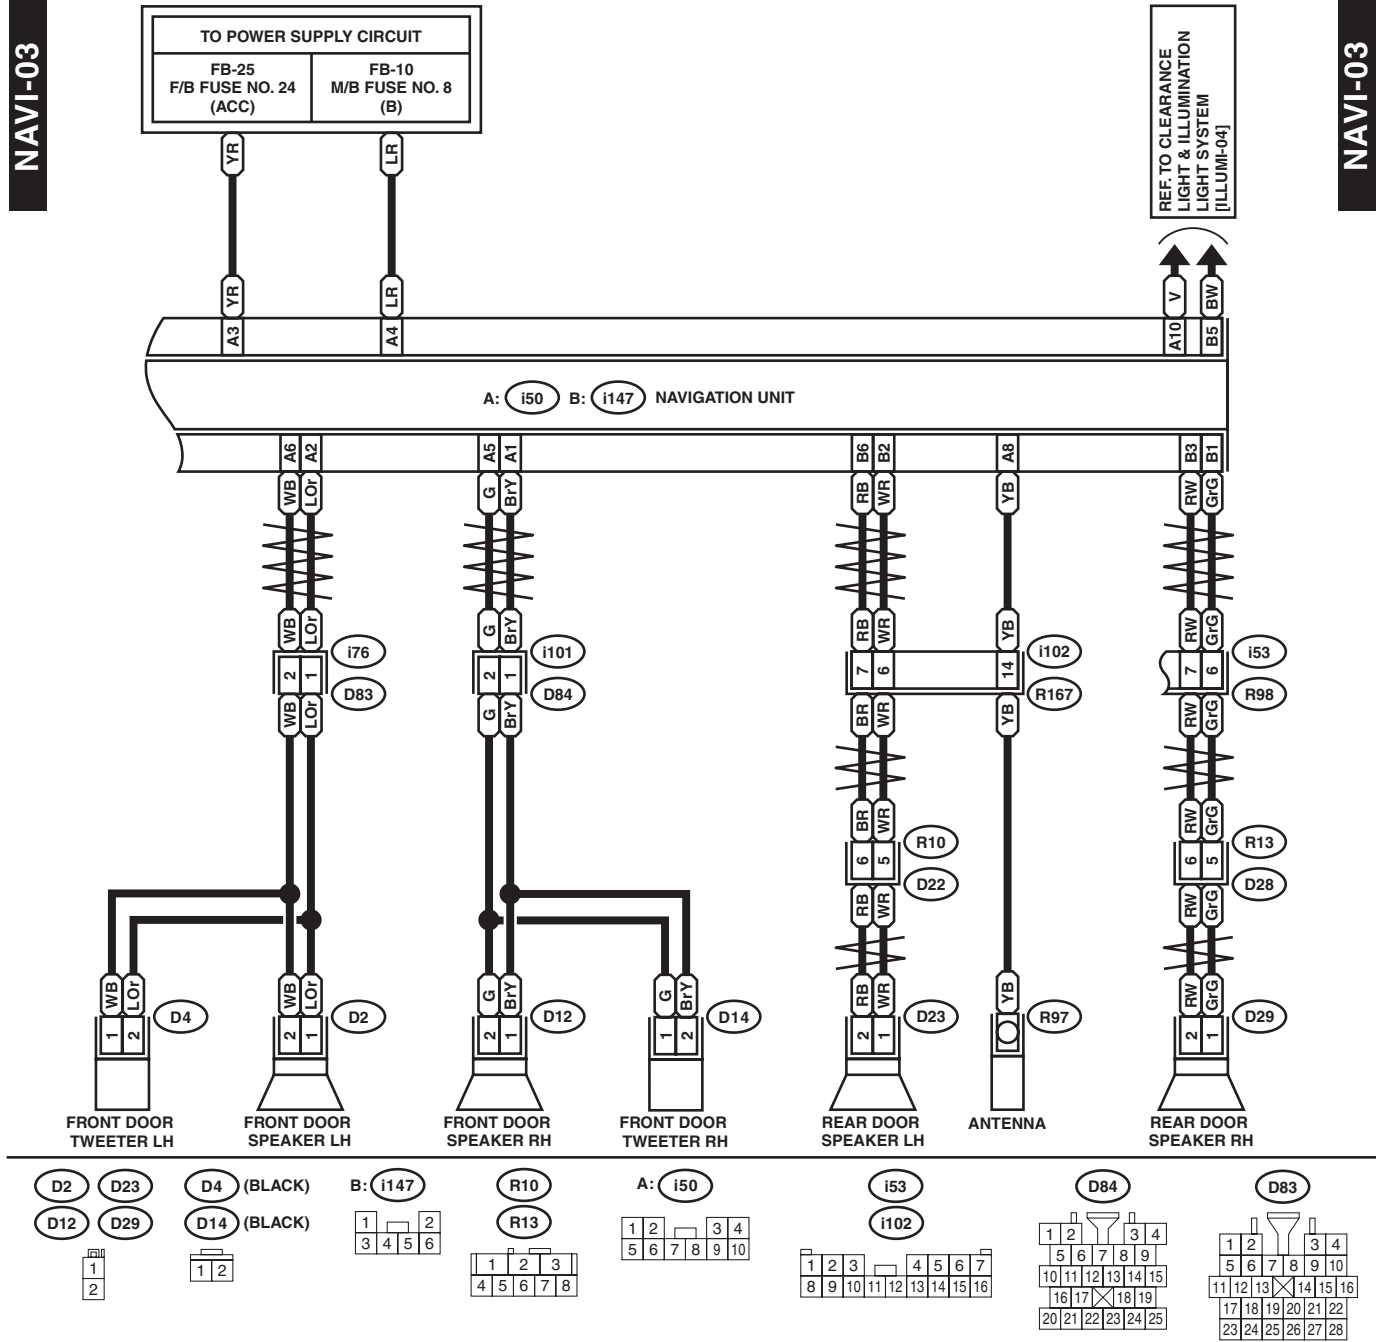 NAVI-03
NAVI-03
TO POWER SUPPLY CIRCUIT
FB-25
F/B FUSE NO. 24
(ACC)
FB-10
M/B FUSE NO. 8
(B)
REF. TO CLEARANCE
LIGHT & ILLUMINATION
LIGHT SYSTEM
[ILLUMI-04]
YR LR
YR LR V BW
A3 A4 A10 B5
A: i50 B: i147 NAVIGATION UNIT
A6 A2 A5 A1 B6 B2 A8 B3 B1
WB LOr G BrY RB WR YB RW GrG
WB LOr G BrY RB WR YB RW GrG
i76 i101 i102 i53
2 1 2 1 7 6 14 7 6
D83 D84 R167 R98
WB LOr G BrY BR WR YB RW GrG
BR WR RW GrG
R10 R13
6 5 6 5
D22 D28
RB WR RW GrG
WB LOr WB LOr G BrY G BrY RB WR YB RW GrG
1 2 D4 2 1 D2 2 1 D12 1 2 D14 2 1 D23 R97 2 1 D29
FRONT DOOR
TWEETER LH
FRONT DOOR
SPEAKER LH
FRONT DOOR
SPEAKER RH
FRONT DOOR
TWEETER RH
REAR DOOR
SPEAKER LH
ANTENNA
REAR DOOR
SPEAKER RH
D2 D23
D12 D29
1
2
D4 (BLACK)
D14 (BLACK)
1 2
B: i147
1 2
3 4 5 6
R10
R13
1 2 3
4 5 6 7 8
A: i50
1 2 3 4
5 6 7 8 9 10
i53
i102
1 2 3 4 5 6 7
8 9 10 11 12 13 14 15 16
D84
1 2 3 4
5 6 7 8 9
10 11 12 13 14 15
16 17 18 19
20 21 22 23 24 25
D83
1 2 3 4
5 6 7 8 9 10
11 12 13 14 15 16
17 18 19 20 21 22
23 24 25 26 27 28